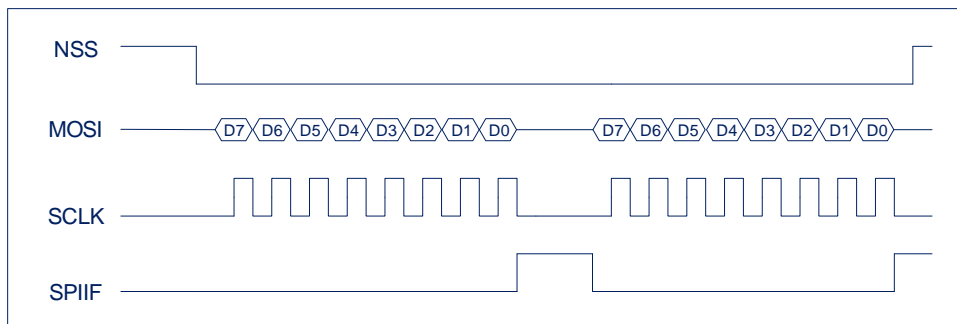 NSS
MOSI D7 D6 D5 D4 D3 D2 D1 D0 D7 D6 D5 D4 D3 D2 D1 D0
SCLK
SPIIF